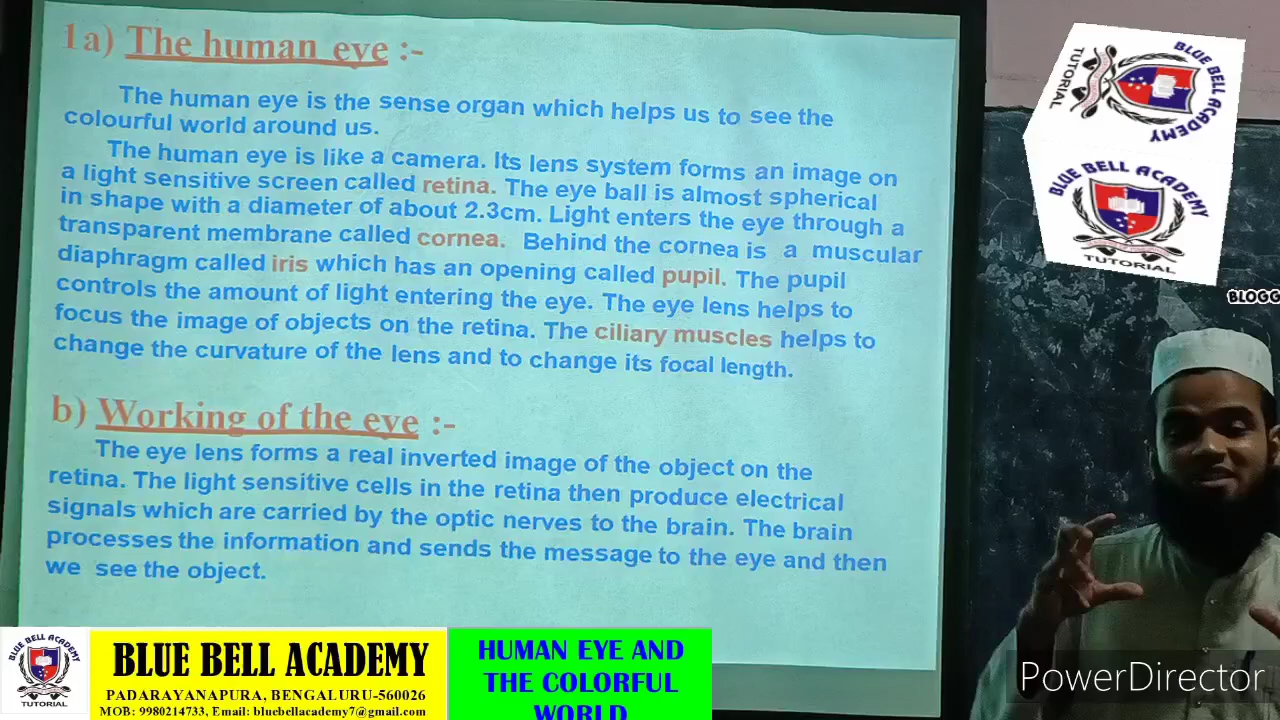 1a) The human eye :-
The human eye is the sense organ which helps us to see the
colourful world around us.
The human eye is like a camera. Its lens system forms an image on
a light sensitive screen called retina. The eye ball is almost spherical
in shape with a diameter of about 2.3cm. Light enters the eye through a
transparent membrane called cornea. Behind the cornea is a muscular
diaphragm called iris which has an opening called pupil. The pupil
controls the amount of light entering the eye. The eye lens helps to
focus the image of objects on the retina. The ciliary muscles helps to
change the curvature of the lens and to change its focal length.
b) Working of the eye :-
The eye lens forms a real inverted image of the object on the
retina. The light sensitive cells in the retina then produce electrical
signals which are carried by the optic nerves to the brain. The brain
processes the information and sends the message to the eye and then
we see the object.
BLUE BELL ACADEMY
TUTORIAL
BLUE BELL ACADEMY
TUTORIAL
BLOGG
BLUE BELL ACADEMY
TUTORIAL
BLUE BELL ACADEMY
PADARAYANAPURA, BENGALURU-560026
MOB: 9980214733, Email: bluebellacademy7@gmail.com
HUMAN EYE AND
THE COLORFUL
WORLD
PowerDirector